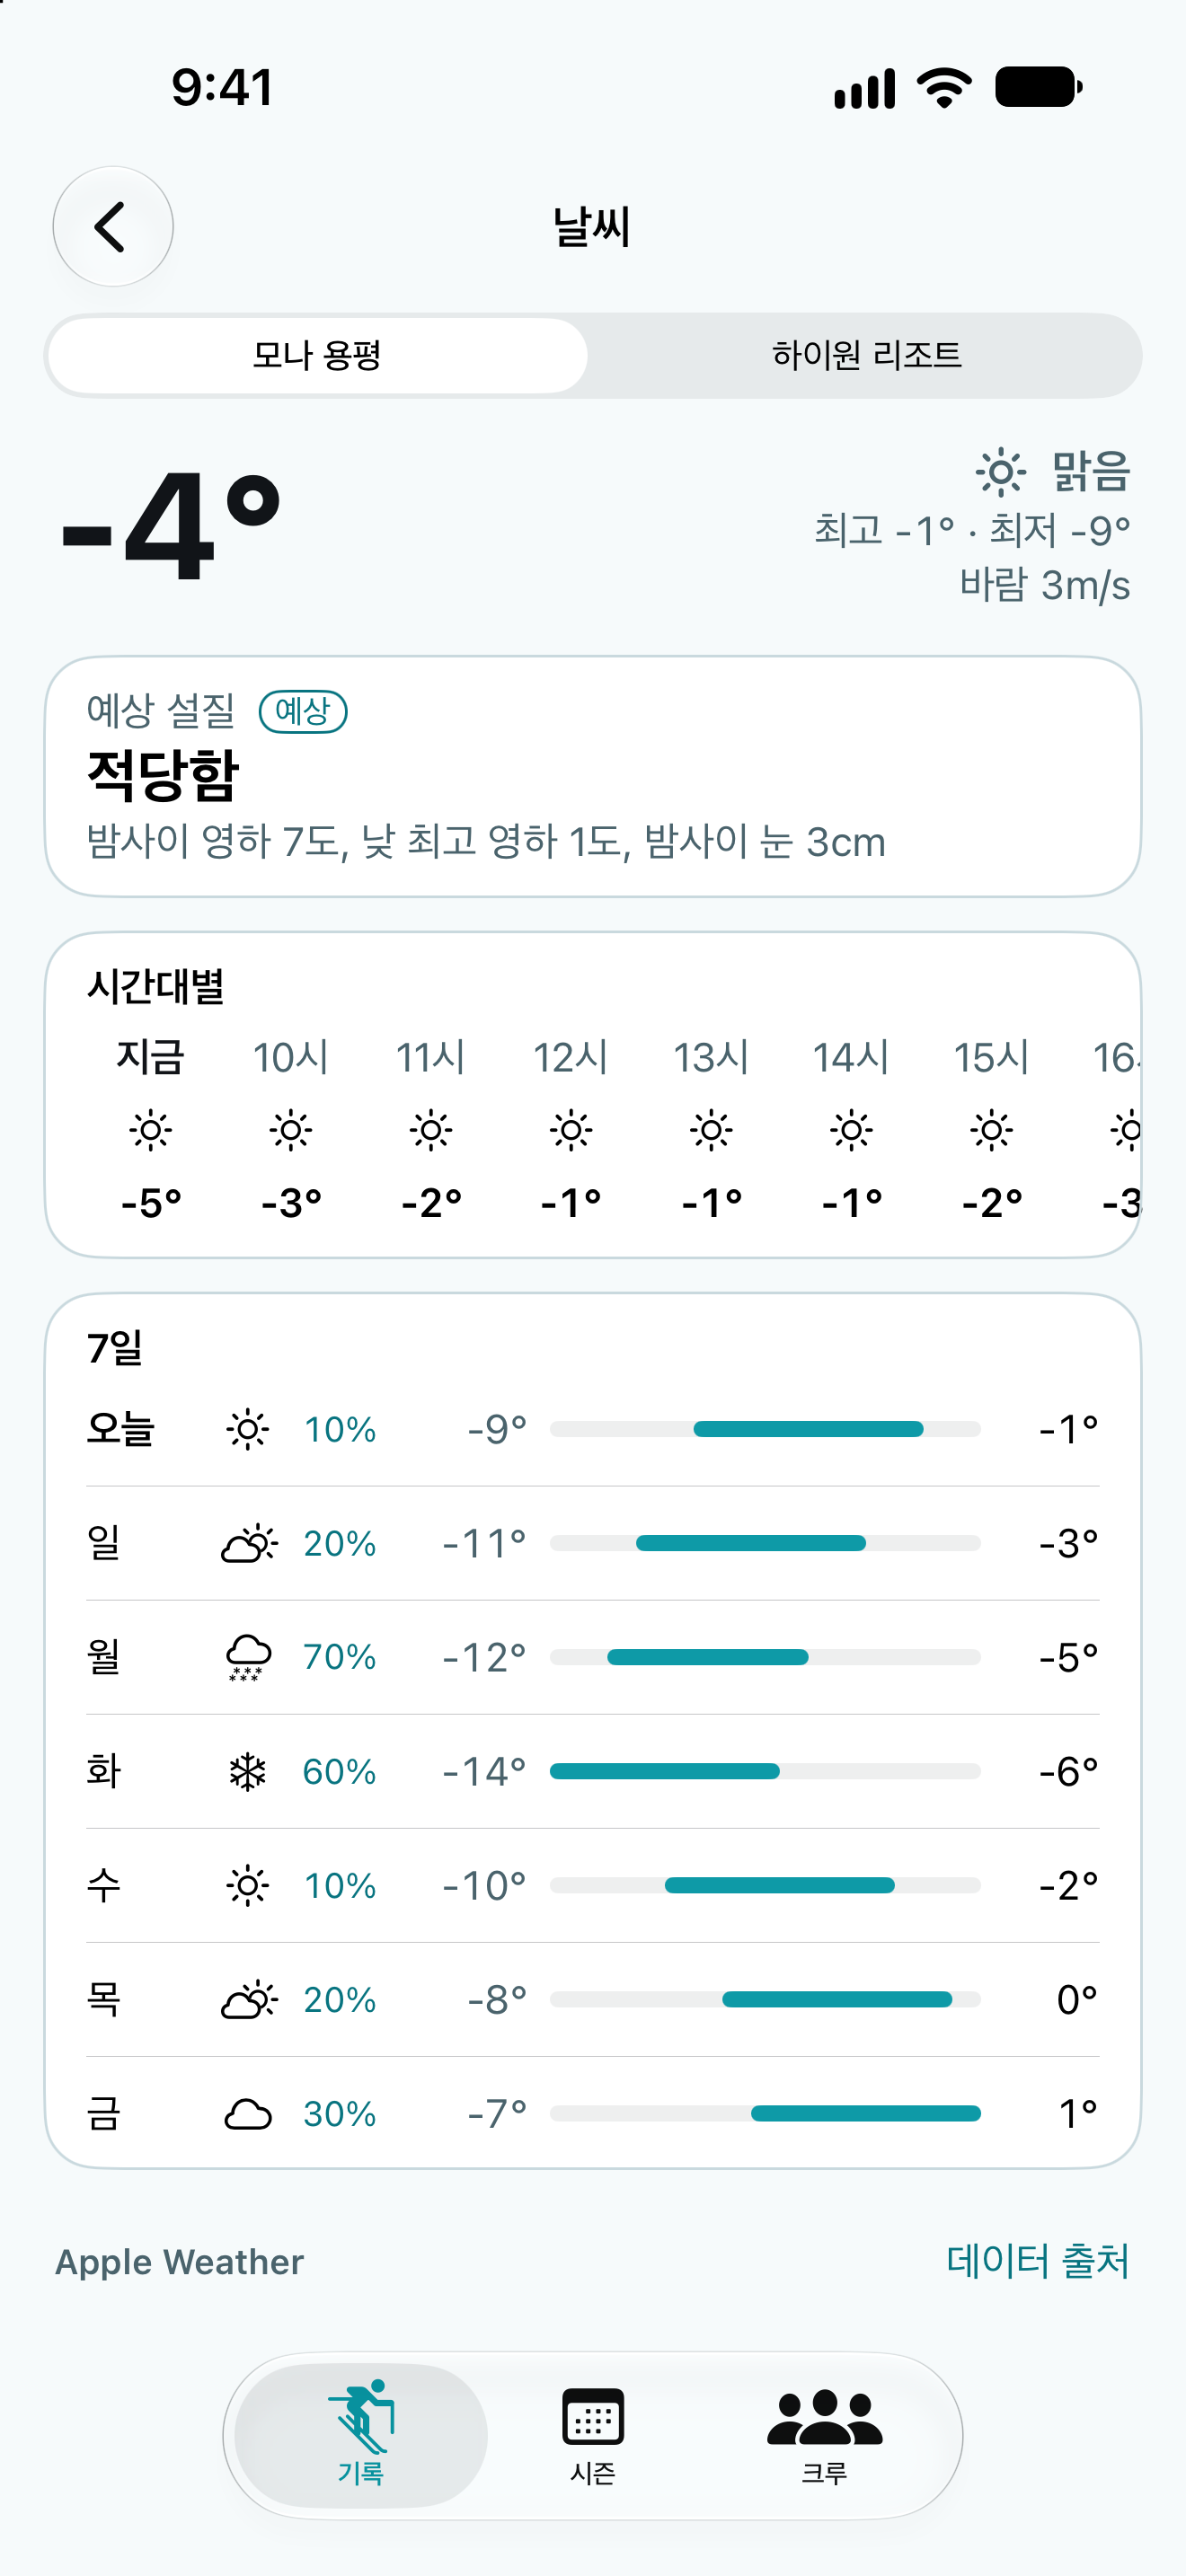 9:41
날씨
모나 용평 하이원 리조트
-4°
맑음
최고 -1° · 최저 -9°
바람 3m/s
예상 설질 예상
적당함
밤사이 영하 7도, 낮 최고 영하 1도, 밤사이 눈 3cm
시간대별
지금 10시 11시 12시 13시 14시 15시
-5° -3° -2° -1° -1° -1° -2°
7일
오늘 10% -9° -1°
일 20% -11° -3°
월 70% -12° -5°
화 60% -14° -6°
수 10% -10° -2°
목 20% -8° 0°
금 30% -7° 1°
Apple Weather 데이터 출처
기록 시즌 크루